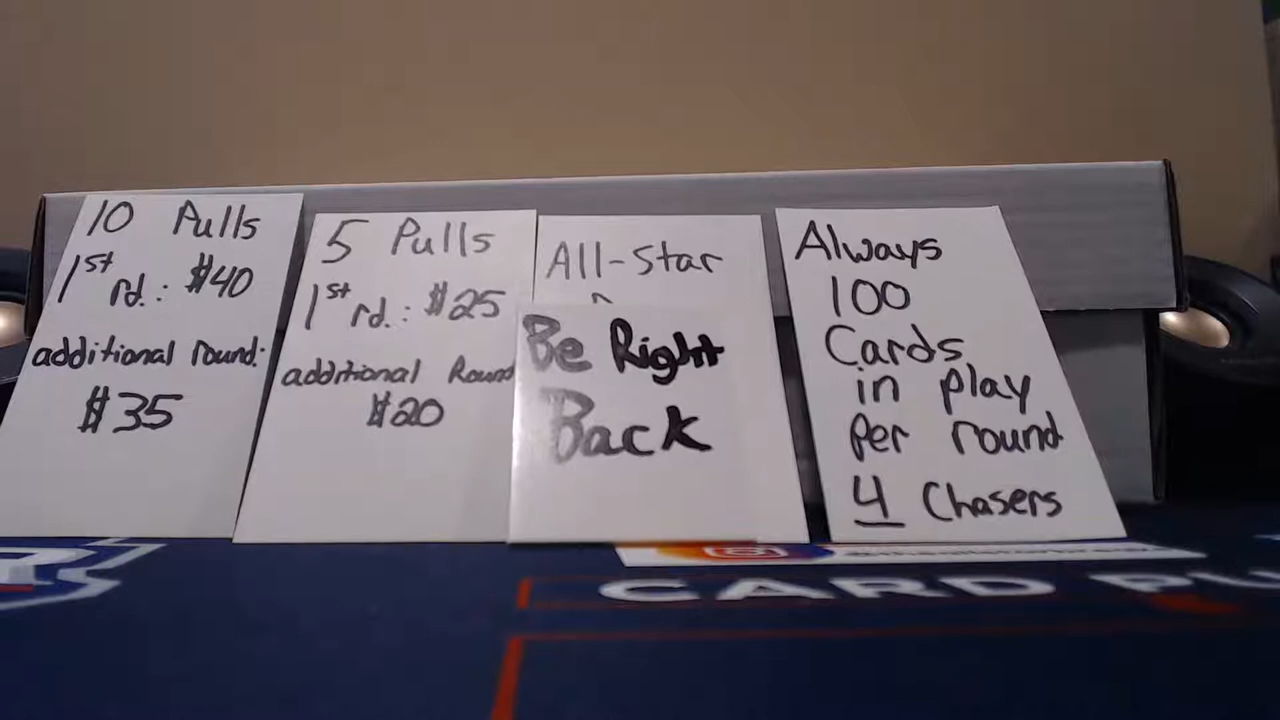 10 Pulls
1st rd.: $40
additional round:
$35
5 Pulls
1st rd.: $25
additional Round
$20
All-Star
Be Right
Back
Always
100
Cards
in play
per round
4 Chasers
CARD PU